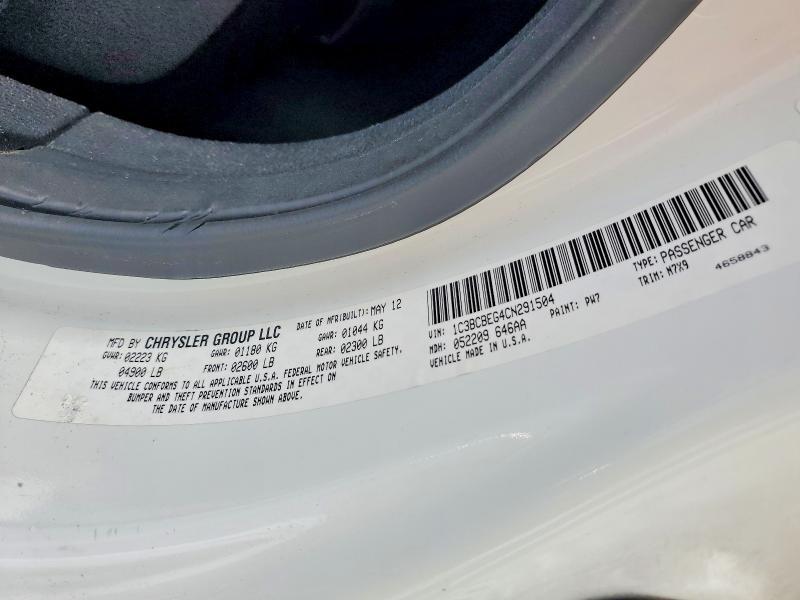 MFD BY CHRYSLER GROUP LLC DATE OF MFR(BUILT): MAY 12
GVWR: 02223 KG GAWR: 01180 KG GAWR: 01044 KG
04900 LB FRONT: 02600 LB REAR: 02300 LB
THIS VEHICLE CONFORMS TO ALL APPLICABLE U.S.A. FEDERAL MOTOR VEHICLE SAFETY,
BUMPER AND THEFT PREVENTION STANDARDS IN EFFECT ON
THE DATE OF MANUFACTURE SHOWN ABOVE.
VIN: 1C3BCBEG4CN291504 TYPE: PASSENGER CAR
MDH: 052209 646AA PAINT: PW7 TRIM: M7X9
VEHICLE MADE IN U.S.A. 4658843